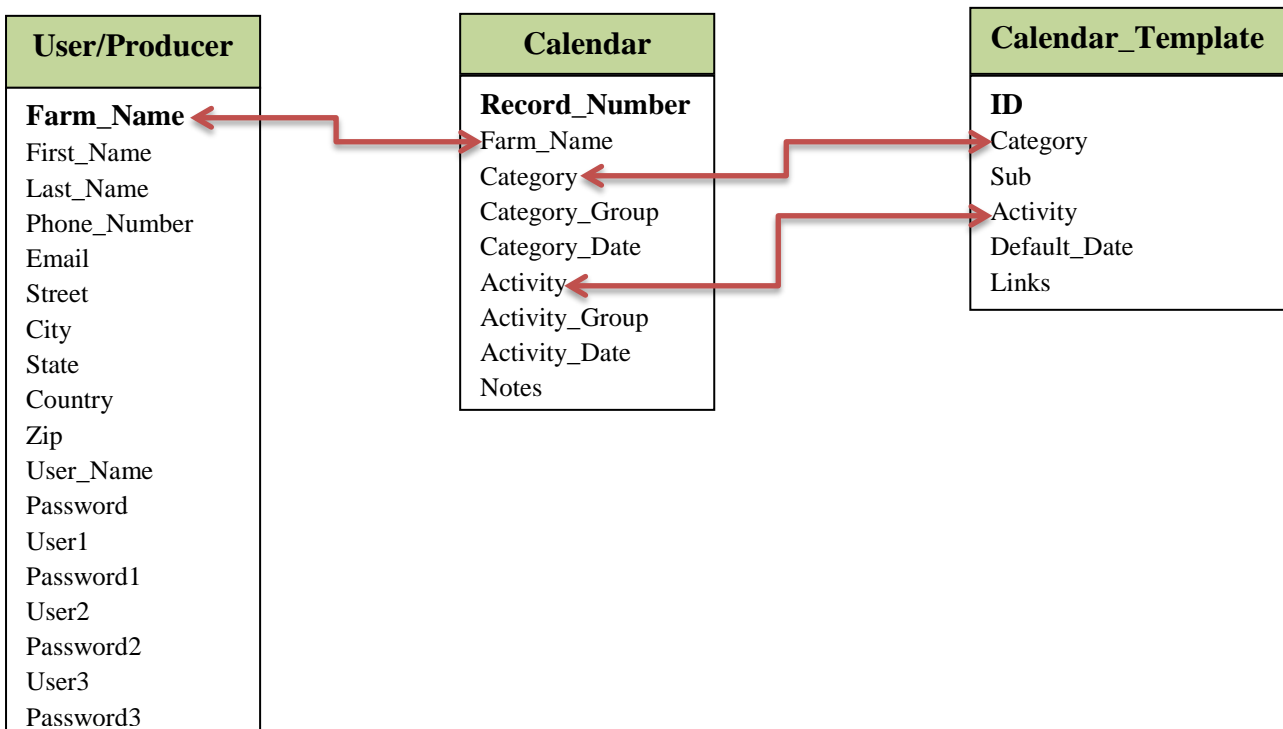 User/Producer
Farm_Name
First_Name
Last_Name
Phone_Number
Email
Street
City
State
Country
Zip
User_Name
Password
User1
Password1
User2
Password2
User3
Password3
Calendar
Record_Number
Farm_Name
Category
Category_Group
Category_Date
Activity
Activity_Group
Activity_Date
Notes
Calendar_Template
ID
Category
Sub
Activity
Default_Date
Links